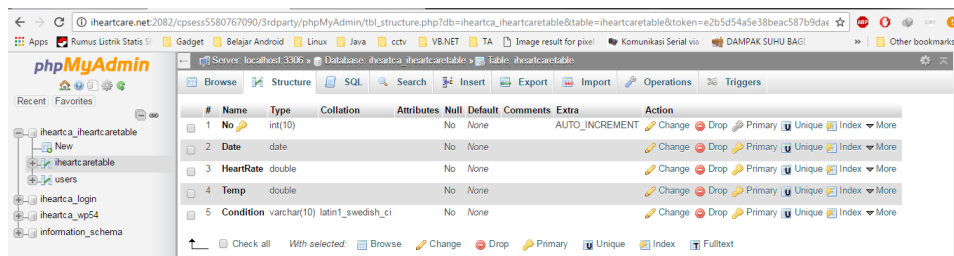 iheartcare.net:2082/cpsess5580767090/3rdparty/phpMyAdmin/tbl_structure.php?db=iheartca_iheartcaretable&table=iheartcaretable&token=e2b5d54a5e38beac587b9dae
Apps Rumus Listrik Statis Sl Gadget Belajar Android Linux Java cctv VB.NET TA Image result for pixel Komunikasi Serial via DAMPAK SUHU BAGI » Other bookmarks
phpMyAdmin
Recent Favorites
iheartca_iheartcaretable
New
iheartcaretable
users
iheartca_login
iheartca_wp54
information_schema
Server: localhost:3306 » Database: iheartca_iheartcaretable » Table: iheartcaretable
Browse Structure SQL Search Insert Export Import Operations Triggers
# Name Type Collation Attributes Null Default Comments Extra Action
1 No int(10) No None AUTO_INCREMENT Change Drop Primary Unique Index More
2 Date date No None Change Drop Primary Unique Index More
3 HeartRate double No None Change Drop Primary Unique Index More
4 Temp double No None Change Drop Primary Unique Index More
5 Condition varchar(10) latin1_swedish_ci No None Change Drop Primary Unique Index More
Check all With selected: Browse Change Drop Primary Unique Index Fulltext